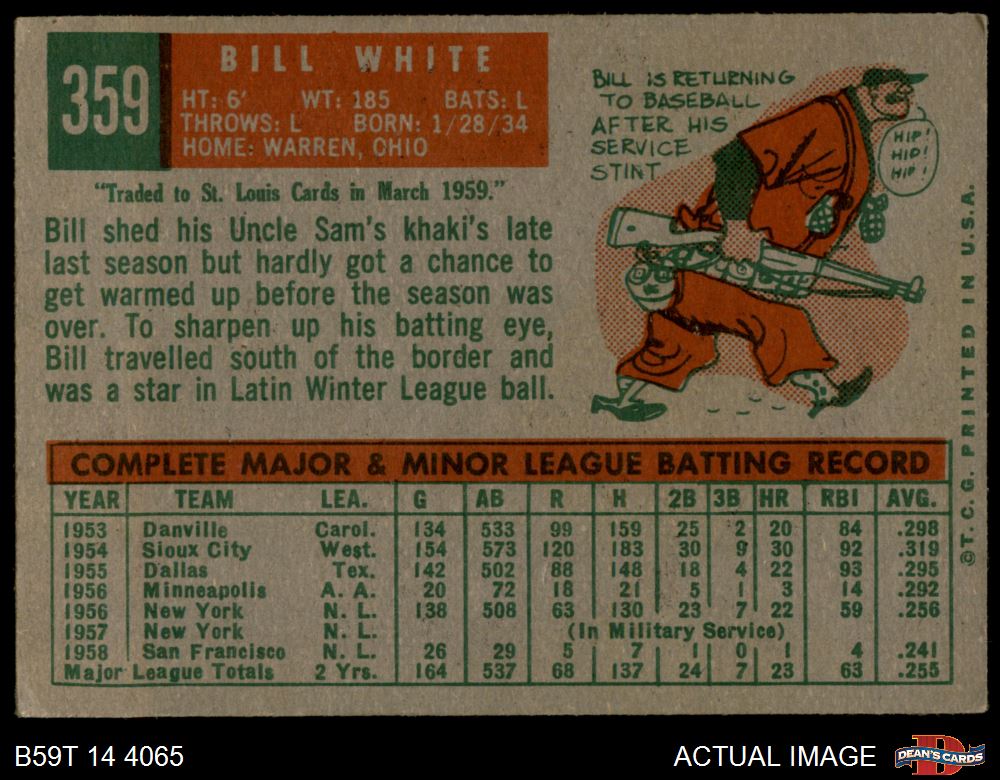 359
BILL WHITE
HT: 6' WT: 185 BATS: L
THROWS: L BORN: 1/28/34
HOME: WARREN, OHIO
"Traded to St. Louis Cards in March 1959."
Bill shed his Uncle Sam's khaki's late
last season but hardly got a chance to
get warmed up before the season was
over. To sharpen up his batting eye,
Bill travelled south of the border and
was a star in Latin Winter League ball.
BILL IS RETURNING
TO BASEBALL
AFTER HIS
SERVICE
STINT
HIP!
HIP!
HIP!
©T.C.G. PRINTED IN U.S.A.
COMPLETE MAJOR & MINOR LEAGUE BATTING RECORD
YEAR TEAM LEA. G AB R H 2B 3B HR RBI AVG.
1953 Danville Carol. 134 533 99 159 25 2 20 84 .298
1954 Sioux City West. 154 573 120 183 30 9 30 92 .319
1955 Dallas Tex. 142 502 88 148 18 4 22 93 .295
1956 Minneapolis A. A. 20 72 18 21 5 1 3 14 .292
1956 New York N. L. 138 508 63 130 23 7 22 59 .256
1957 New York N. L. (In Military Service)
1958 San Francisco N. L. 26 29 5 7 1 0 1 4 .241
Major League Totals 2 Yrs. 164 537 68 137 24 7 23 63 .255
B59T 14 4065
ACTUAL IMAGE
DEAN'S CARDS